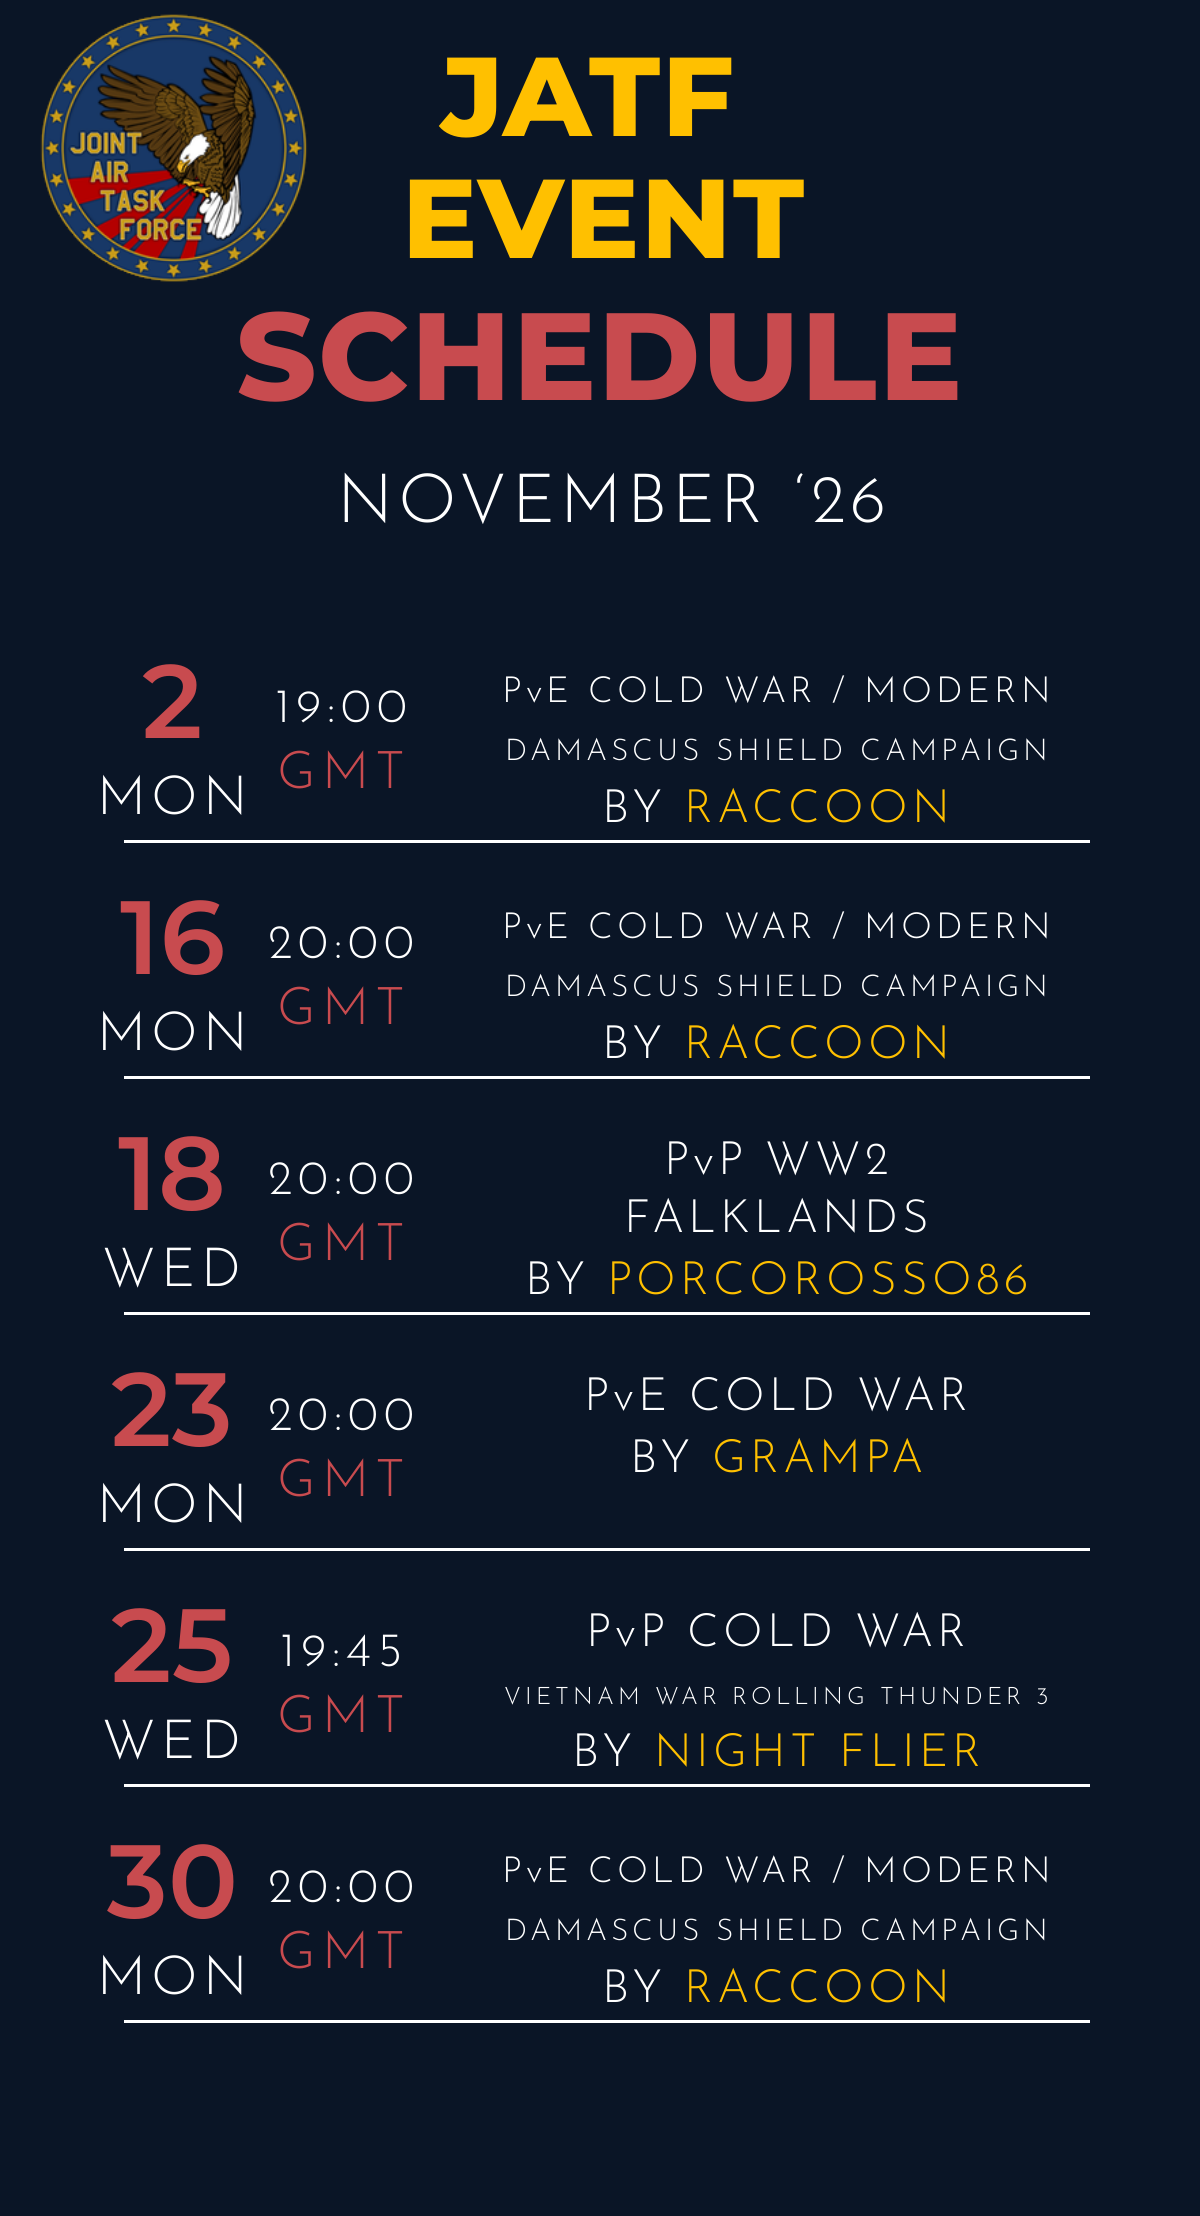 JOINT
AIR
TASK
FORCE
JATF
EVENT
SCHEDULE
NOVEMBER ‘26
2
MON
19:00
GMT
PvE COLD WAR / MODERN
DAMASCUS SHIELD CAMPAIGN
BY RACCOON
16
MON
20:00
GMT
PvE COLD WAR / MODERN
DAMASCUS SHIELD CAMPAIGN
BY RACCOON
18
WED
20:00
GMT
PvP WW2
FALKLANDS
BY PORCOROSSO86
23
MON
20:00
GMT
PvE COLD WAR
BY GRAMPA
25
WED
19:45
GMT
PvP COLD WAR
VIETNAM WAR ROLLING THUNDER 3
BY NIGHT FLIER
30
MON
20:00
GMT
PvE COLD WAR / MODERN
DAMASCUS SHIELD CAMPAIGN
BY RACCOON